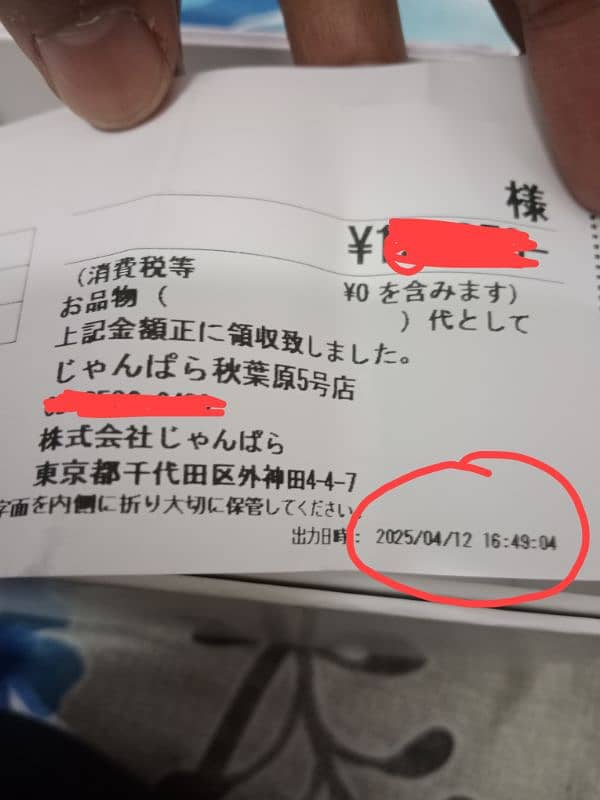 様
¥1
(消費税等 ¥0 を含みます)
お品物 ( ) 代として
上記金額正に領収致しました。
じゃんぱら秋葉原5号店
株式会社じゃんぱら
東京都千代田区外神田4-4-7
字面を内側に折り大切に保管してください。
出力日時: 2025/04/12 16:49:04